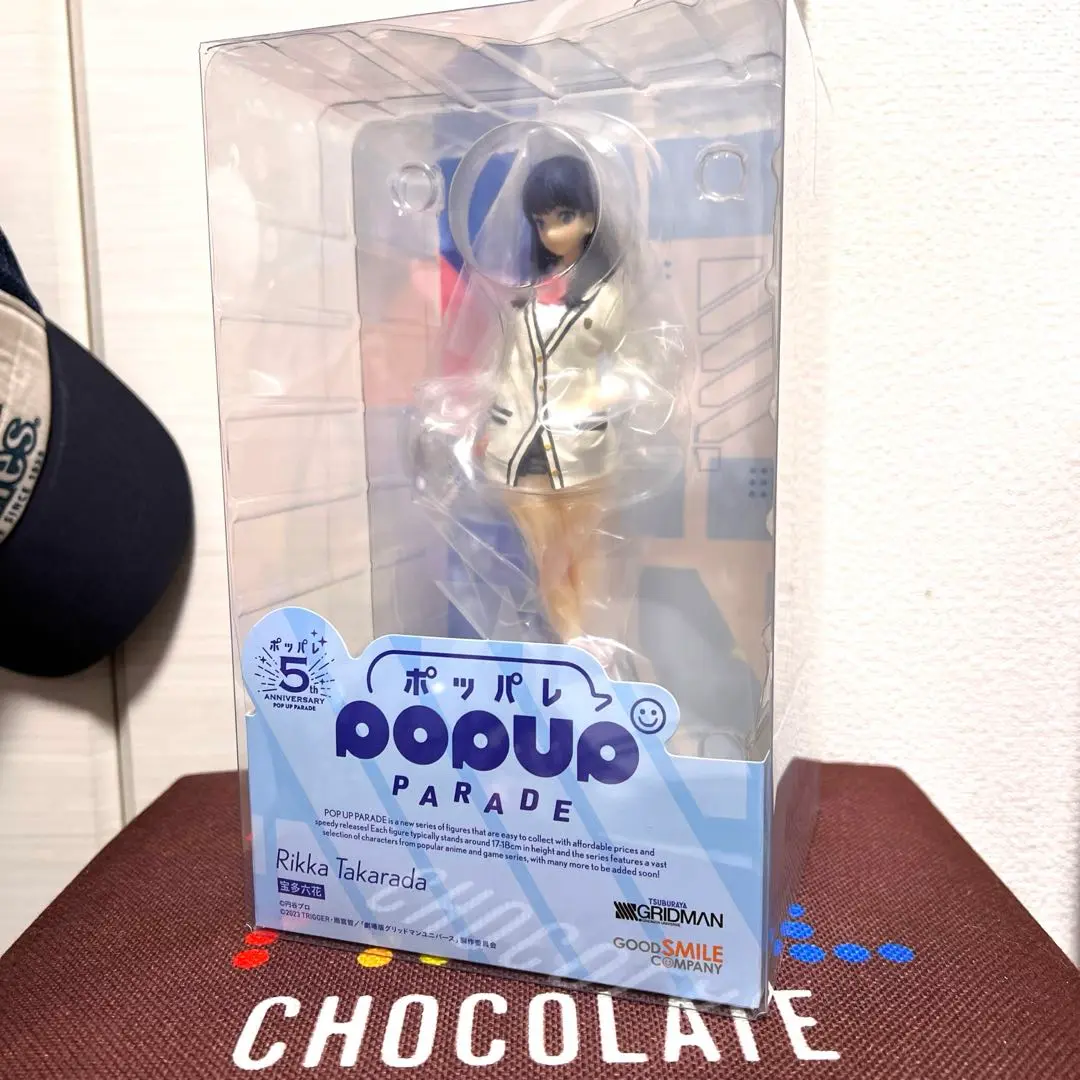 es.
SINCE 1972
ポッパレ
5th
ANNIVERSARY
POP UP PARADE
ポッパレ
POPUP
PARADE
POP UP PARADE is a new series of figures that are easy to collect with affordable prices and
speedy releases! Each figure typically stands around 17-18cm in height and the series features a vast
selection of characters from popular anime and game series, with many more to be added soon!
Rikka Takarada
宝多六花
©円谷プロ
©2023 TRIGGER・雨宮哲/「劇場版グリッドマンユニバース」製作委員会
TSUBURAYA
GRIDMAN
GOOD SMILE
COMPANY
CHOCOLATE